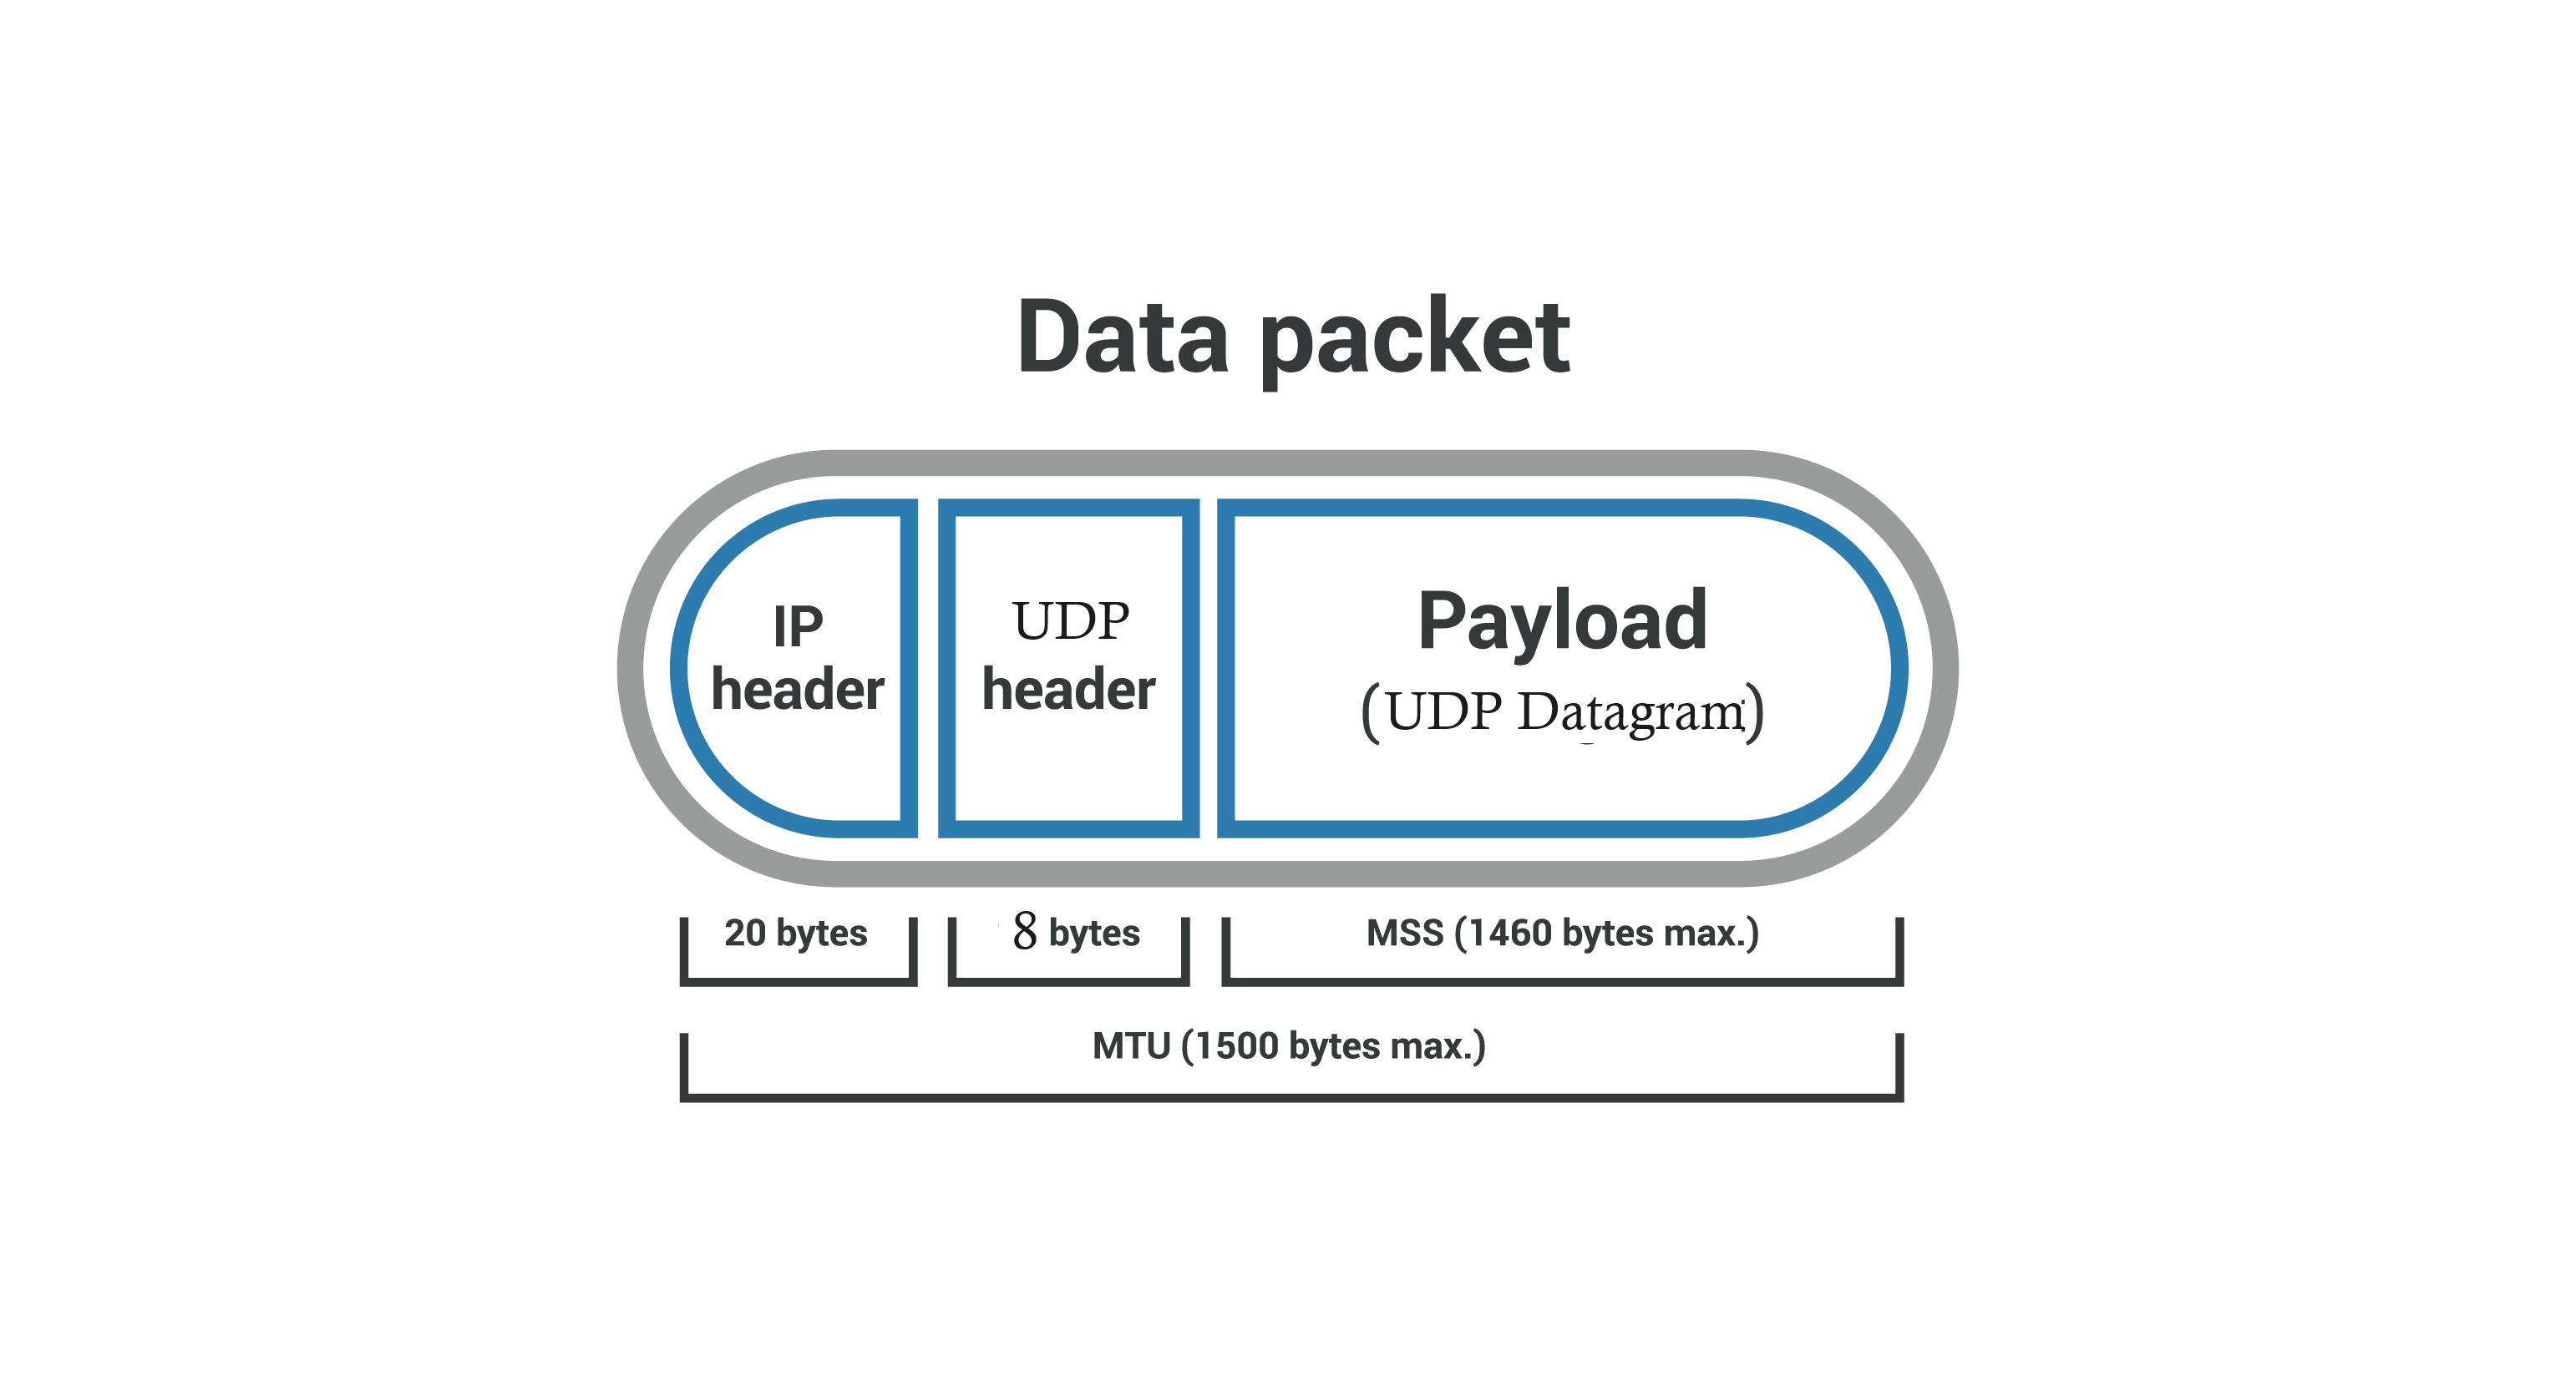 Data packet
IP
header
UDP
header
Payload
(UDP Datagram)
20 bytes
8 bytes
MSS (1460 bytes max.)
MTU (1500 bytes max.)